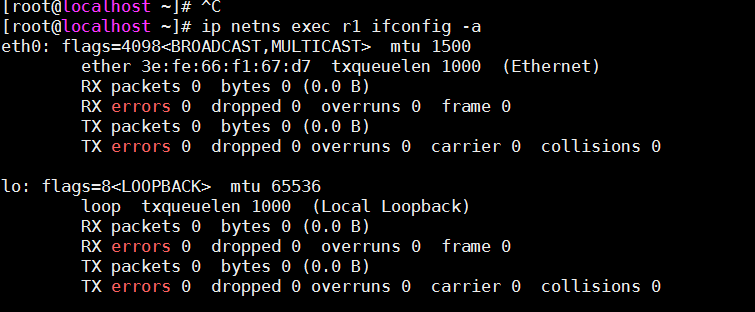 [root@localhost ~]# ^C
[root@localhost ~]# ip netns exec r1 ifconfig -a
eth0: flags=4098<BROADCAST,MULTICAST>  mtu 1500
        ether 3e:fe:66:f1:67:d7  txqueuelen 1000  (Ethernet)
        RX packets 0  bytes 0 (0.0 B)
        RX errors 0  dropped 0  overruns 0  frame 0
        TX packets 0  bytes 0 (0.0 B)
        TX errors 0  dropped 0 overruns 0  carrier 0  collisions 0

lo: flags=8<LOOPBACK>  mtu 65536
        loop  txqueuelen 1000  (Local Loopback)
        RX packets 0  bytes 0 (0.0 B)
        RX errors 0  dropped 0  overruns 0  frame 0
        TX packets 0  bytes 0 (0.0 B)
        TX errors 0  dropped 0 overruns 0  carrier 0  collisions 0